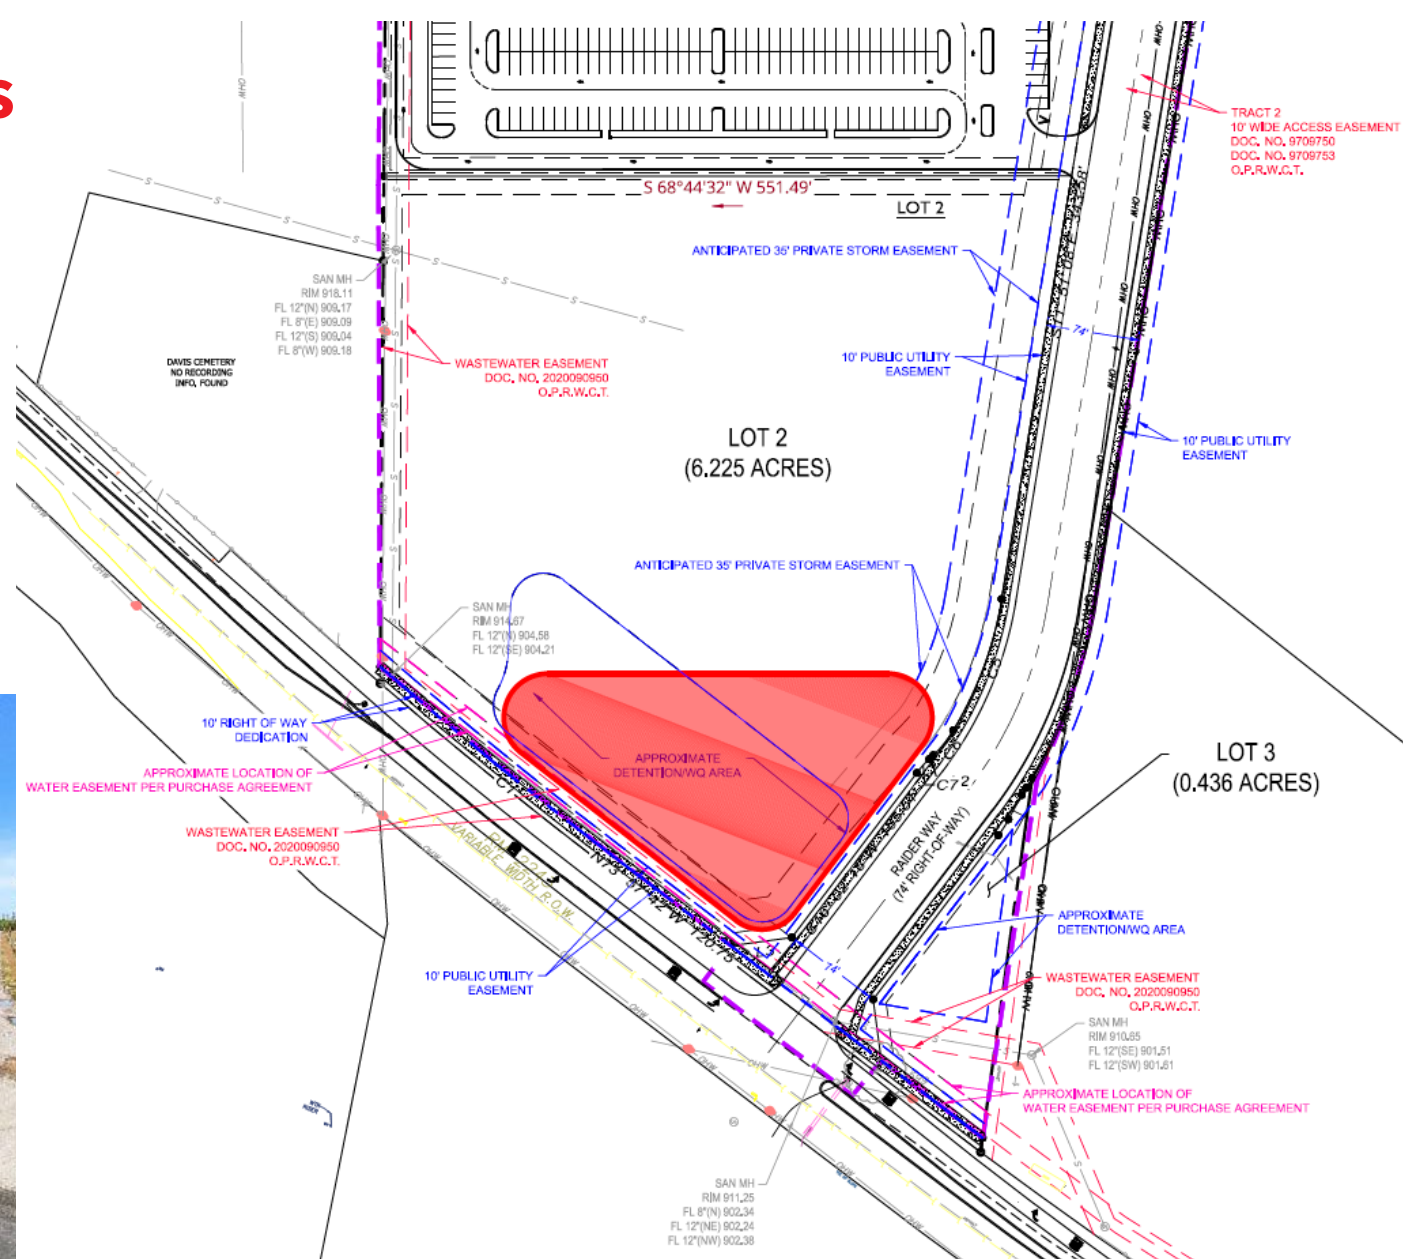 S
TRACT 2
10' WIDE ACCESS EASEMENT
DOC. NO. 9709750
DOC. NO. 9709753
O.P.R.W.C.T.
S 68°44'32" W 551.49'
LOT 2
ANTICIPATED 35' PRIVATE STORM EASEMENT
SAN MH
RIM 918.11
FL 12"(N) 909.17
FL 8"(E) 909.09
FL 12"(S) 909.04
FL 8"(W) 909.18
74'
DAVIS CEMETERY
NO RECORDING
INFO. FOUND
WASTEWATER EASEMENT
DOC. NO. 2020090950
O.P.R.W.C.T.
10' PUBLIC UTILITY
EASEMENT
LOT 2
(6.225 ACRES)
10' PUBLIC UTILITY
EASEMENT
ANTICIPATED 35' PRIVATE STORM EASEMENT
SAN MH
RIM 914.67
FL 12"(N) 904.58
FL 12"(SE) 904.21
10' RIGHT OF WAY
DEDICATION
APPROXIMATE LOCATION OF
WATER EASEMENT PER PURCHASE AGREEMENT
APPROXIMATE
DETENTION/WQ AREA
LOT 3
(0.436 ACRES)
WASTEWATER EASEMENT
DOC. NO. 2020090950
O.P.R.W.C.T.
VARIABLE WIDTH R.O.W.
RAIDER WAY
(74' RIGHT-OF-WAY)
APPROXIMATE
DETENTION/WQ AREA
10' PUBLIC UTILITY
EASEMENT
74'
WASTEWATER EASEMENT
DOC. NO. 2020090950
O.P.R.W.C.T.
SAN MH
RIM 910.65
FL 12"(SE) 901.51
FL 12"(SW) 901.61
APPROXIMATE LOCATION OF
WATER EASEMENT PER PURCHASE AGREEMENT
SAN MH
RIM 911.25
FL 8"(N) 902.34
FL 12"(NE) 902.24
FL 12"(NW) 902.38